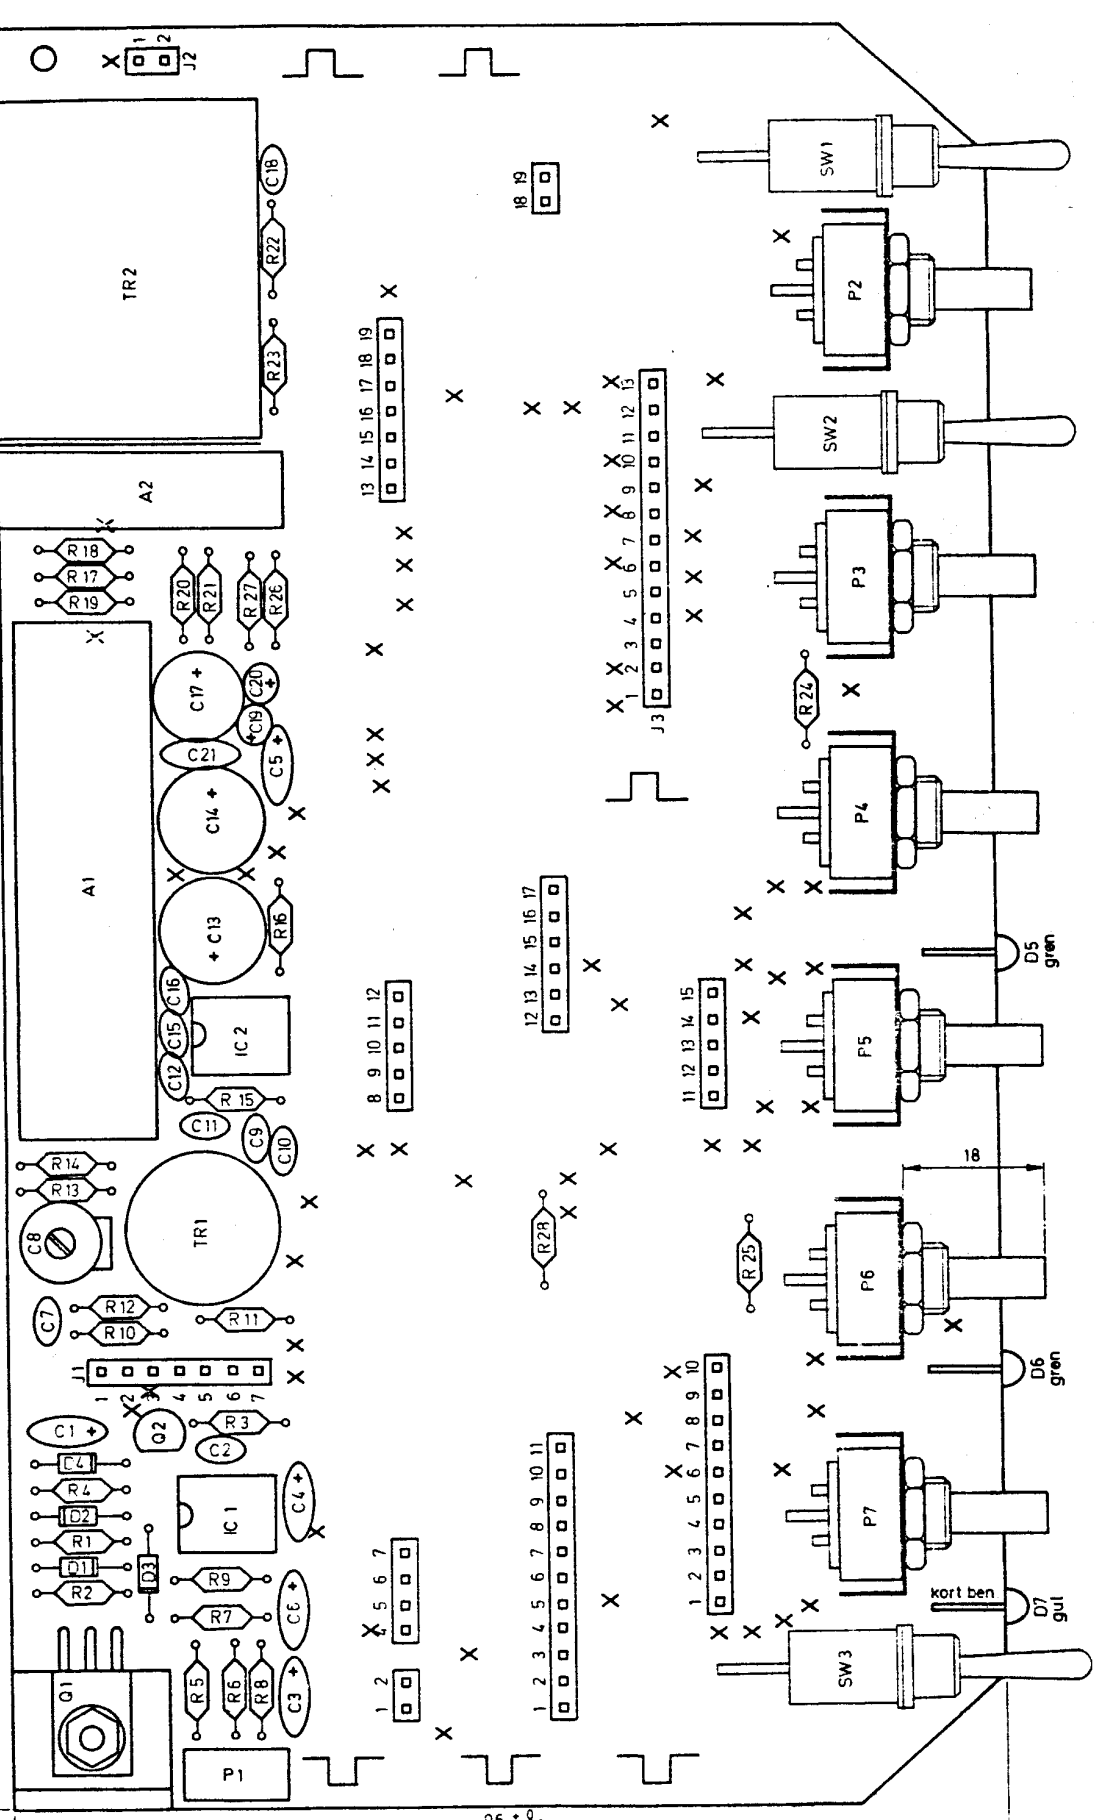 1 2
J2
C18
SW1
18 19
R22
TR2
P2
R23
13 14 15 16 17 18 19
1 2 3 4 5 6 7 8 9 10 11 12 13
J3
SW2
A2
R18
R17
R19
R20
R21
R27
R26
P3
C17 +
C20 +
+ C19
R24
C21
C5 +
C14 +
P4
A1
+ C13
R16
12 13 14 15 16 17
D5
grøn
C16
C15
C12
IC 2
8 9 10 11 12
11 12 13 14 15
P5
R 15
C11
C9
C10
R14
R13
18
C8
TR1
R28
R 25
P6
C7
R12
R10
R11
J1
1 2 3 4 5 6 7
D6
grøn
1 2 3 4 5 6 7 8 9 10
C1 +
Q2
R 3
C2
D4
R4
D2
R1
D1
R2
D3
IC 1
C4 +
1 2 3 4 5 6 7 8 9 10 11
P7
4 5 6 7
R9
R7
C6 +
kort ben
D7
gul
Q1
R5
R6
R8
C3 +
1 2
SW3
P1